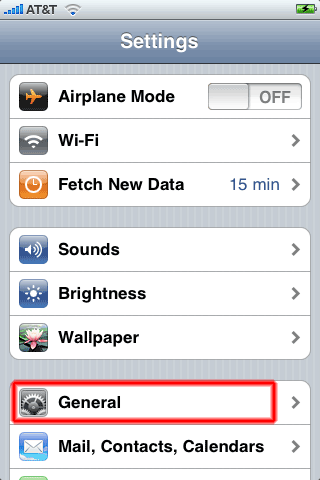 AT&T
Settings
Airplane Mode OFF
Wi-Fi
Fetch New Data 15 min
Sounds
Brightness
Wallpaper
General
Mail, Contacts, Calendars